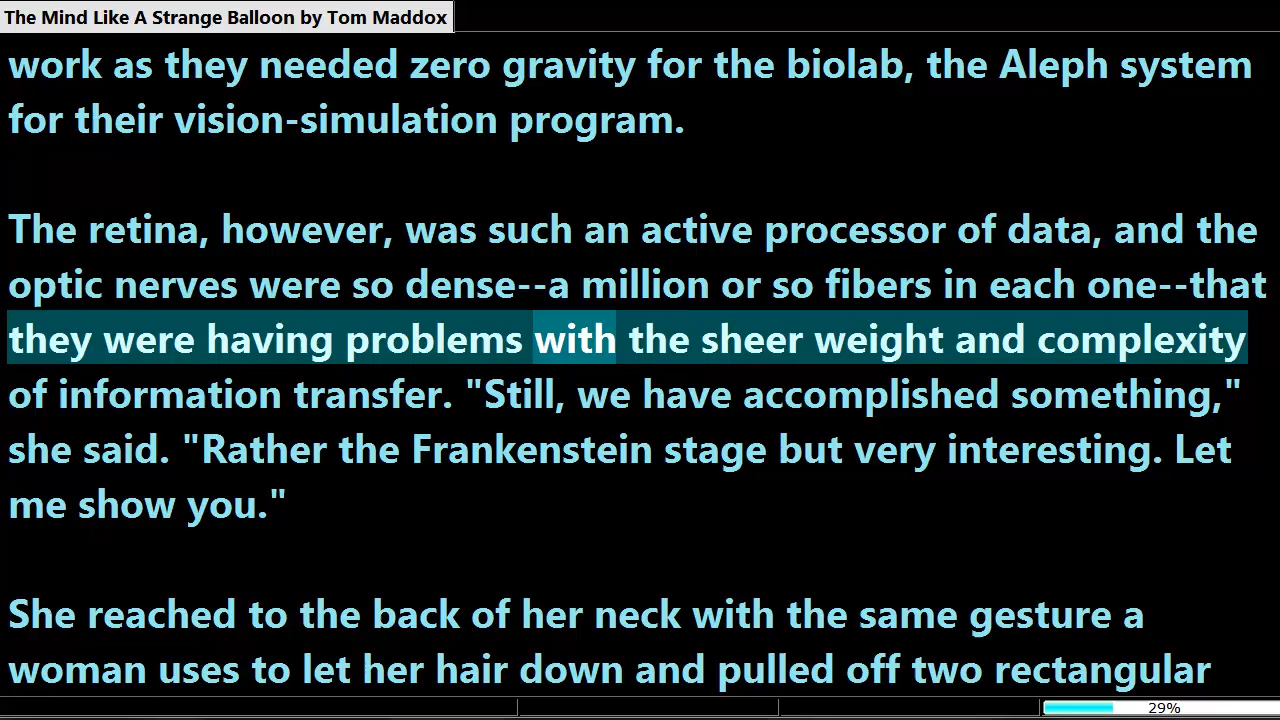 The Mind Like A Strange Balloon by Tom Maddox
work as they needed zero gravity for the biolab, the Aleph system
for their vision-simulation program.
The retina, however, was such an active processor of data, and the
optic nerves were so dense--a million or so fibers in each one--that
they were having problems with the sheer weight and complexity
of information transfer. "Still, we have accomplished something,"
she said. "Rather the Frankenstein stage but very interesting. Let
me show you."
She reached to the back of her neck with the same gesture a
woman uses to let her hair down and pulled off two rectangular
29%